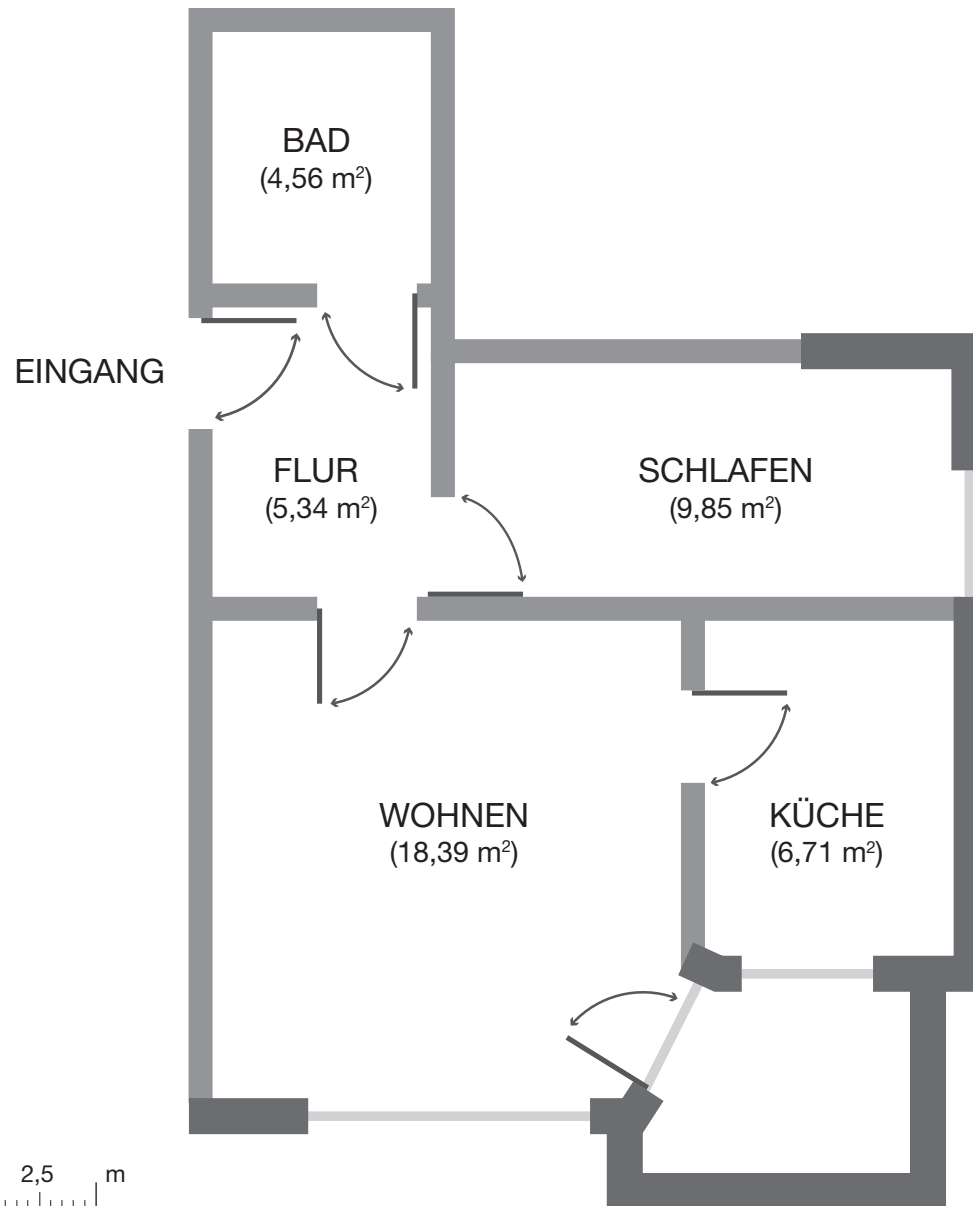 BAD
(4,56 m²)
EINGANG
FLUR
(5,34 m²)
SCHLAFEN
(9,85 m²)
WOHNEN
(18,39 m²)
KÜCHE
(6,71 m²)
2,5 m